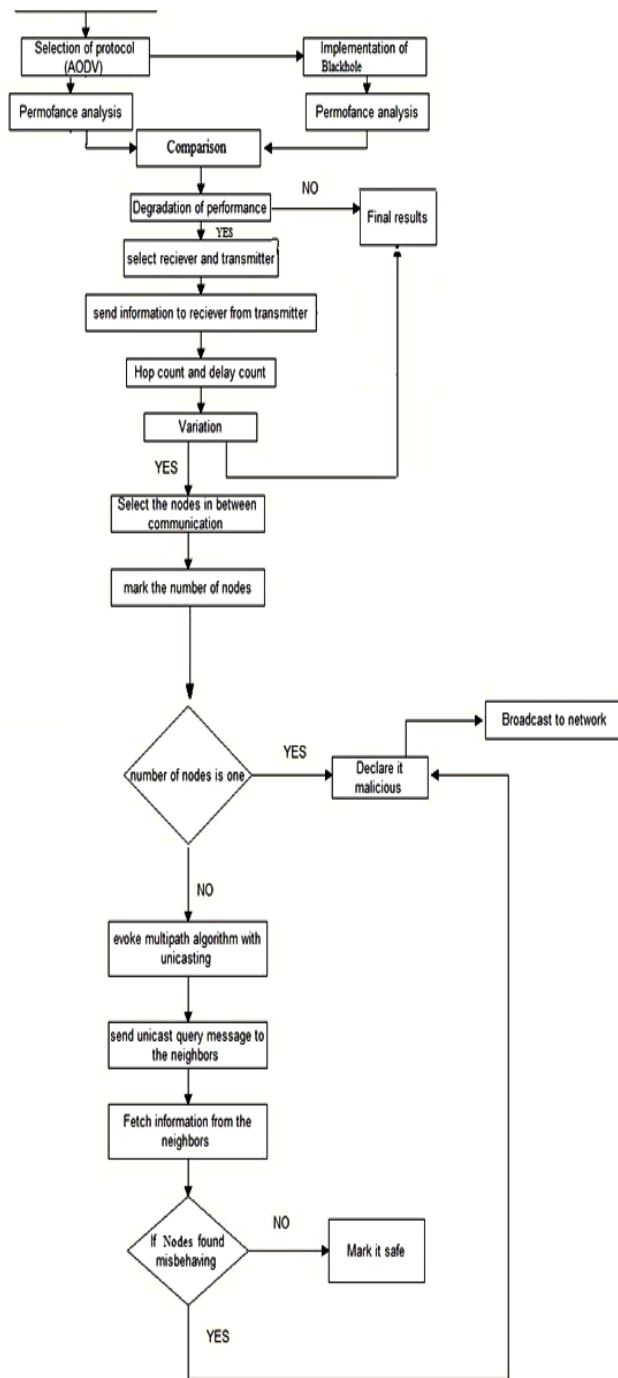 Selection of protocol
(AODV)
Implementation of
Blackhole
Permofance analysis
Permofance analysis
Comparison
Degradation of performance
NO
Final results
YES
select reciever and transmitter
send information to reciever from transmitter
Hop count and delay count
Variation
YES
Select the nodes in between
communication
mark the number of nodes
Broadcast to network
number of nodes is one
YES
Declare it
malicious
NO
evoke multipath algorithm with
unicasting
send unicast query message to
the neighbors
Fetch information from the
neighbors
If Nodes found
misbehaving
NO
Mark it safe
YES